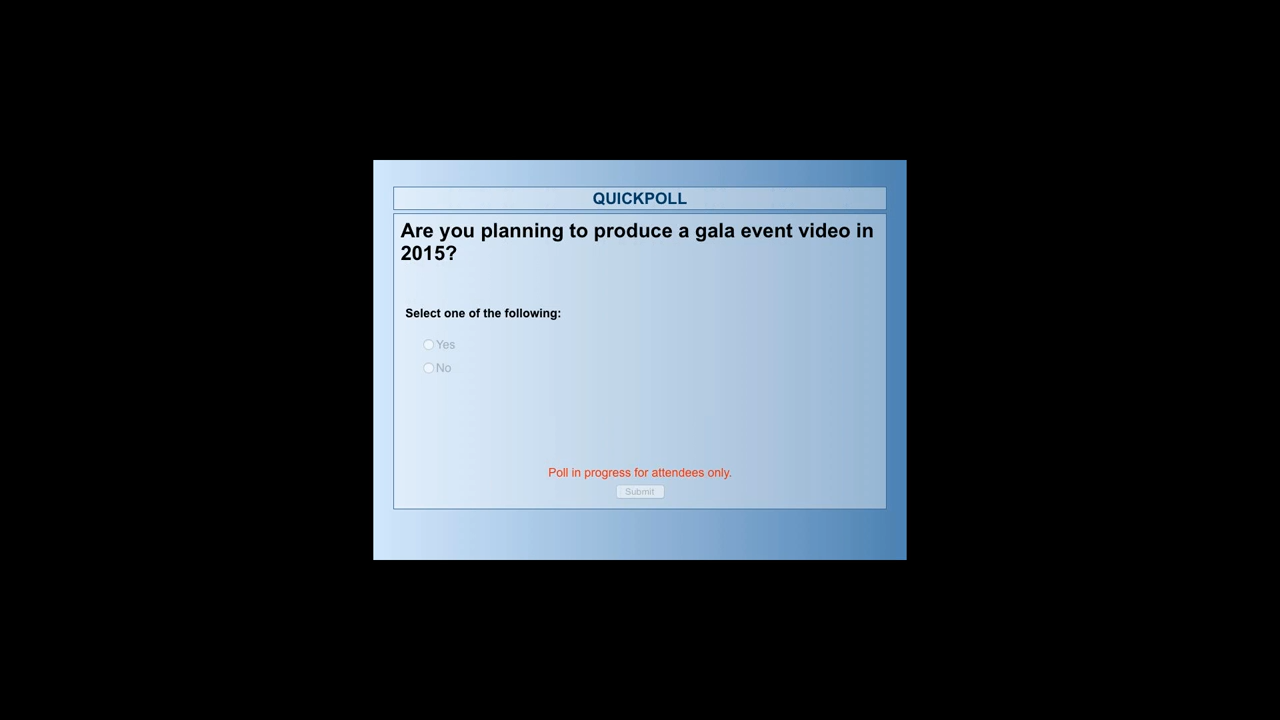 QUICKPOLL
Are you planning to produce a gala event video in
2015?
Select one of the following:
Yes
No
Poll in progress for attendees only.
Submit